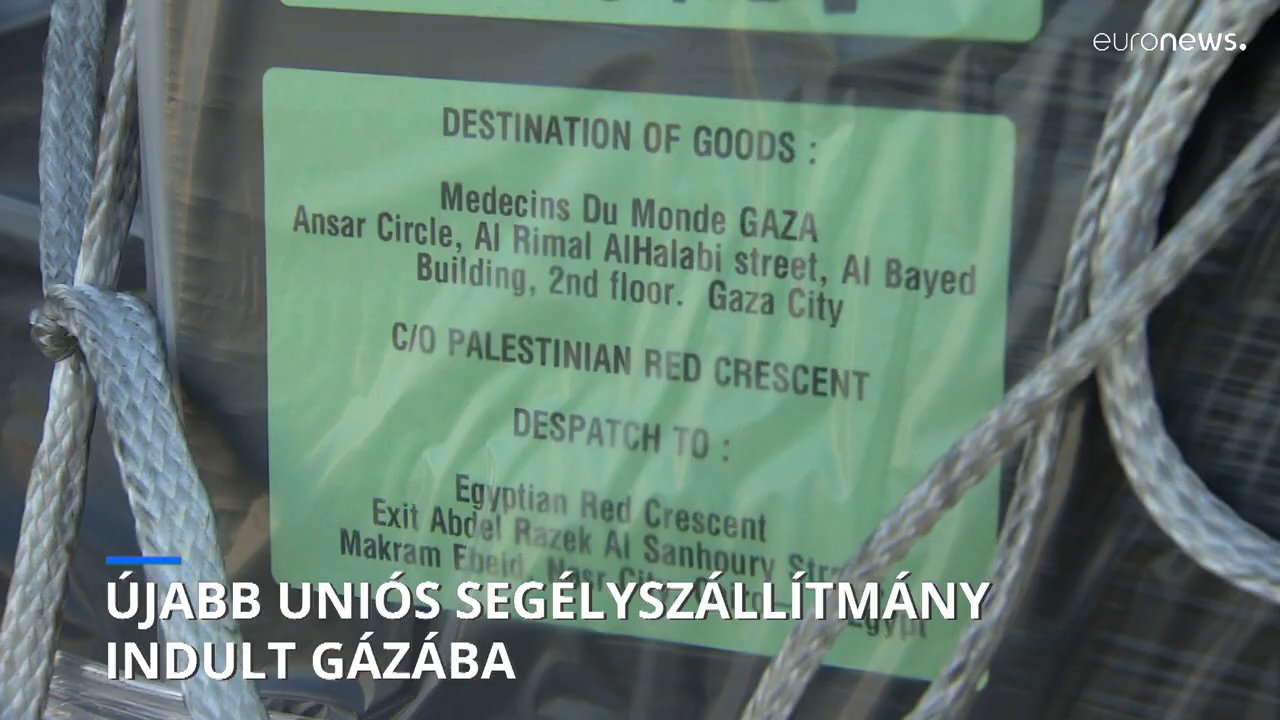 euronews.
DESTINATION OF GOODS :
Medecins Du Monde GAZA
Ansar Circle, Al Rimal AlHalabi street, Al Bayed
Building, 2nd floor. Gaza City
C/O PALESTINIAN RED CRESCENT
DESPATCH TO :
Egyptian Red Crescent
Exit Abdel Razek Al Sanhoury
Makram Ebeid, Nasr City
Egypt
ÚJABB UNIÓS SEGÉLYSZÁLLÍTMÁNY
INDULT GÁZÁBA